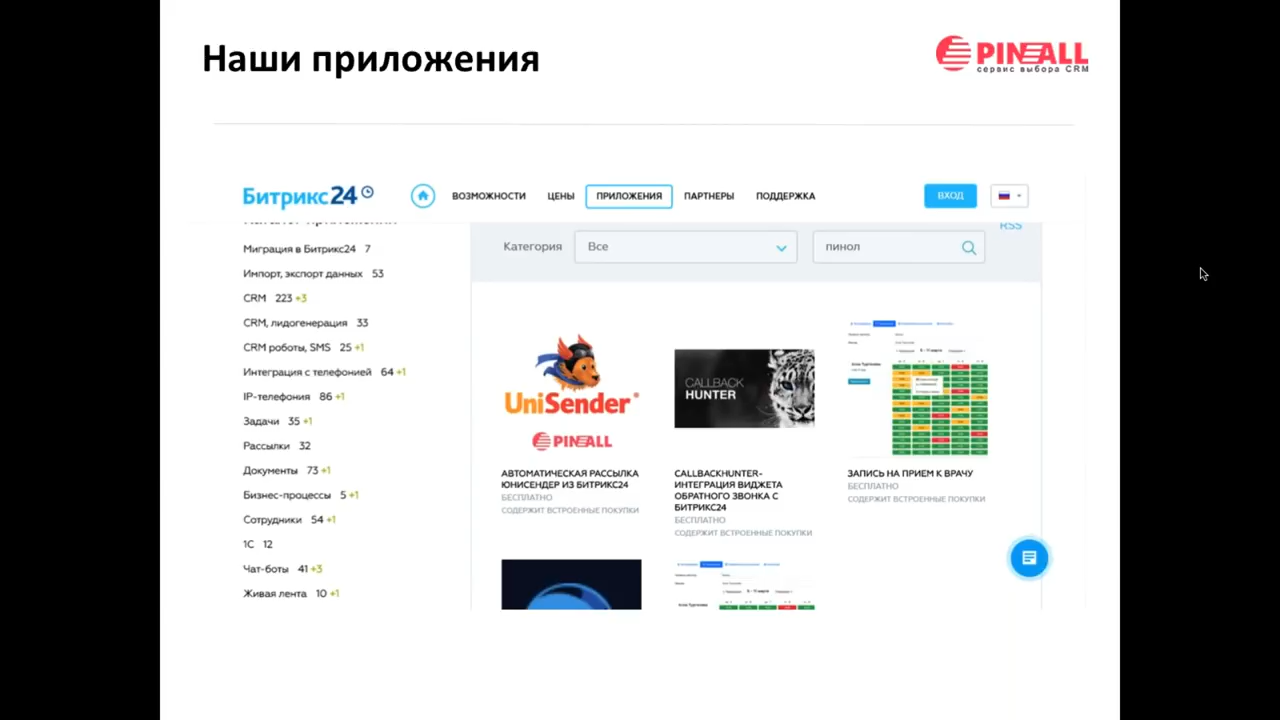 Наши приложения
PINALL
сервис выбора CRM
Битрикс24
ВОЗМОЖНОСТИ
ЦЕНЫ
ПРИЛОЖЕНИЯ
ПАРТНЕРЫ
ПОДДЕРЖКА
ВХОД
RSS
Категория
Все
пинол
Миграция в Битрикс24 7
Импорт, экспорт данных 53
CRM 223 +3
CRM, лидогенерация 33
CRM роботы, SMS 25 +1
Интеграция с телефонией 64 +1
IP-телефония 86 +1
Задачи 35 +1
Рассылки 32
Документы 73 +1
Бизнес-процессы 5 +1
Сотрудники 54 +1
1С 12
Чат-боты 41 +3
Живая лента 10 +1
UniSender
PINALL
АВТОМАТИЧЕСКАЯ РАССЫЛКА
ЮНИСЕНДЕР ИЗ БИТРИКС24
БЕСПЛАТНО
СОДЕРЖИТ ВСТРОЕННЫЕ ПОКУПКИ
CALLBACK
HUNTER
CALLBACKHUNTER-
ИНТЕГРАЦИЯ ВИДЖЕТА
ОБРАТНОГО ЗВОНКА С
БИТРИКС24
БЕСПЛАТНО
СОДЕРЖИТ ВСТРОЕННЫЕ ПОКУПКИ
ЗАПИСЬ НА ПРИЕМ К ВРАЧУ
БЕСПЛАТНО
СОДЕРЖИТ ВСТРОЕННЫЕ ПОКУПКИ